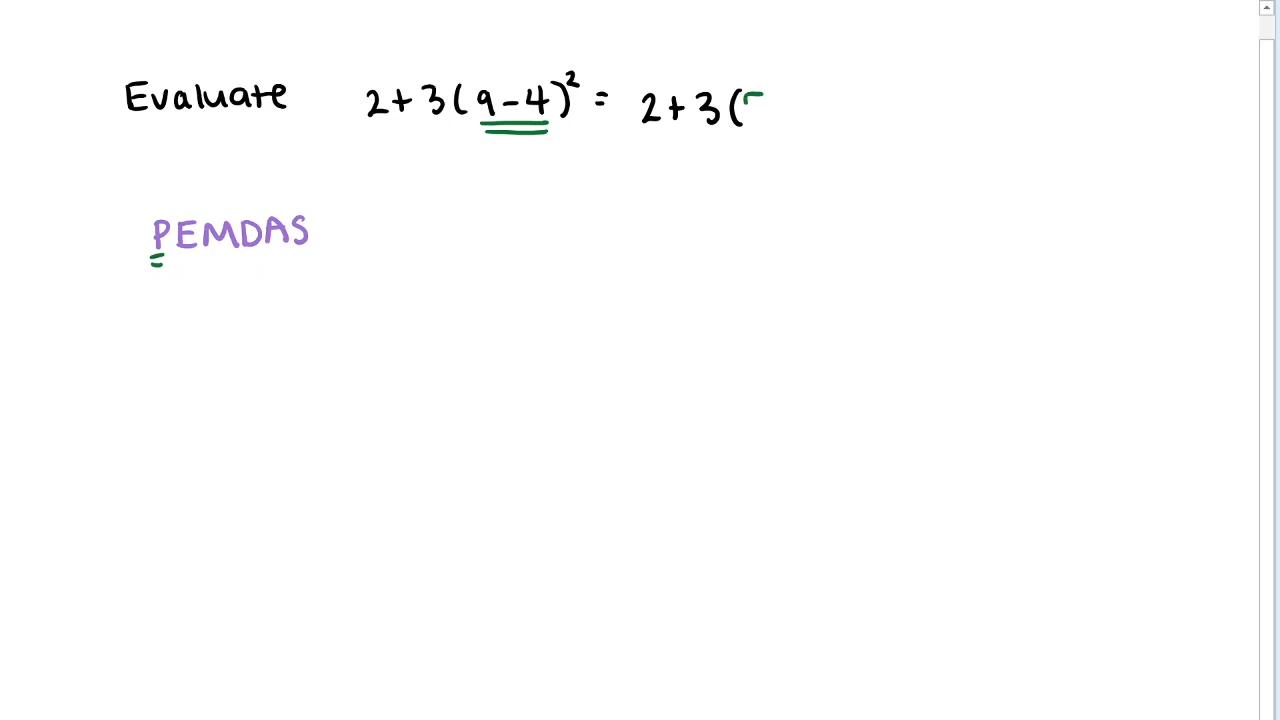 Evaluate 2+3(9-4)² = 2+3(
PEMDAS